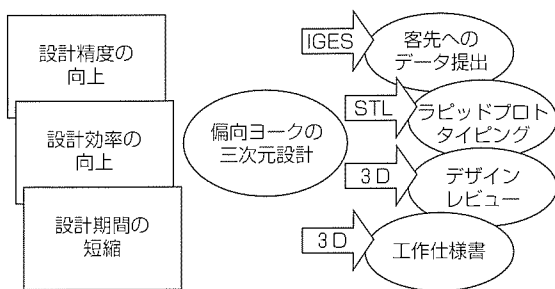 設計精度の
向上
設計効率の
向上
設計期間の
短縮
偏向ヨークの
三次元設計
IGES
客先への
データ提出
STL
ラピッドプロト
タイピング
3D
デザイン
レビュー
3D
工作仕様書